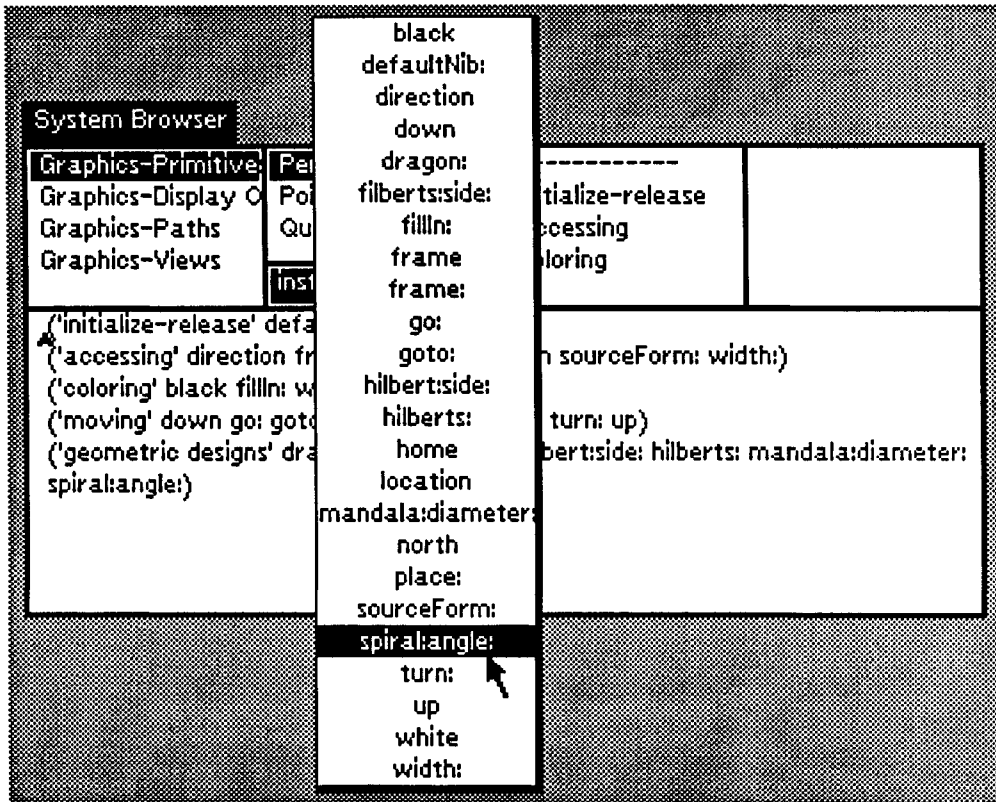 System Browser
Graphics-Primitive
Graphics-Display O
Graphics-Paths
Graphics-Views
Pe
Poi
Qu
inst
----------
tialize-release
ccessing
loring
('initialize-release' defa
('accessing' direction fr
n sourceForm: width:)
('coloring' black fillIn: w
('moving' down go: goto
turn: up)
('geometric designs' dra
bert:side: hilberts: mandala:diameter:
spiral:angle:)
black
defaultNib:
direction
down
dragon:
filberts:side:
fillIn:
frame
frame:
go:
goto:
hilbert:side:
hilberts:
home
location
mandala:diameter:
north
place:
sourceForm:
spiral:angle:
turn:
up
white
width: